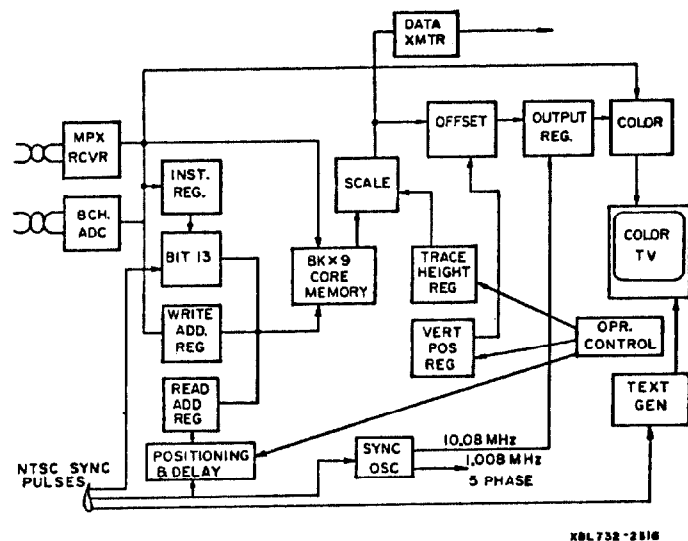 DATA
XMTR
MPX
RCVR
OFFSET
OUTPUT
REG.
COLOR
INST.
REG.
SCALE
8CH.
ADC
BIT 13
COLOR
TV
8K×9
CORE
MEMORY
TRACE
HEIGHT
REG
WRITE
ADD.
REG
VERT
POS
REG
OPR.
CONTROL
READ
ADD
REG
TEXT
GEN
NTSC SYNC
PULSES
POSITIONING
& DELAY
SYNC
OSC
10.08 MHz
1.008 MHz
5 PHASE
XBL 732-2316